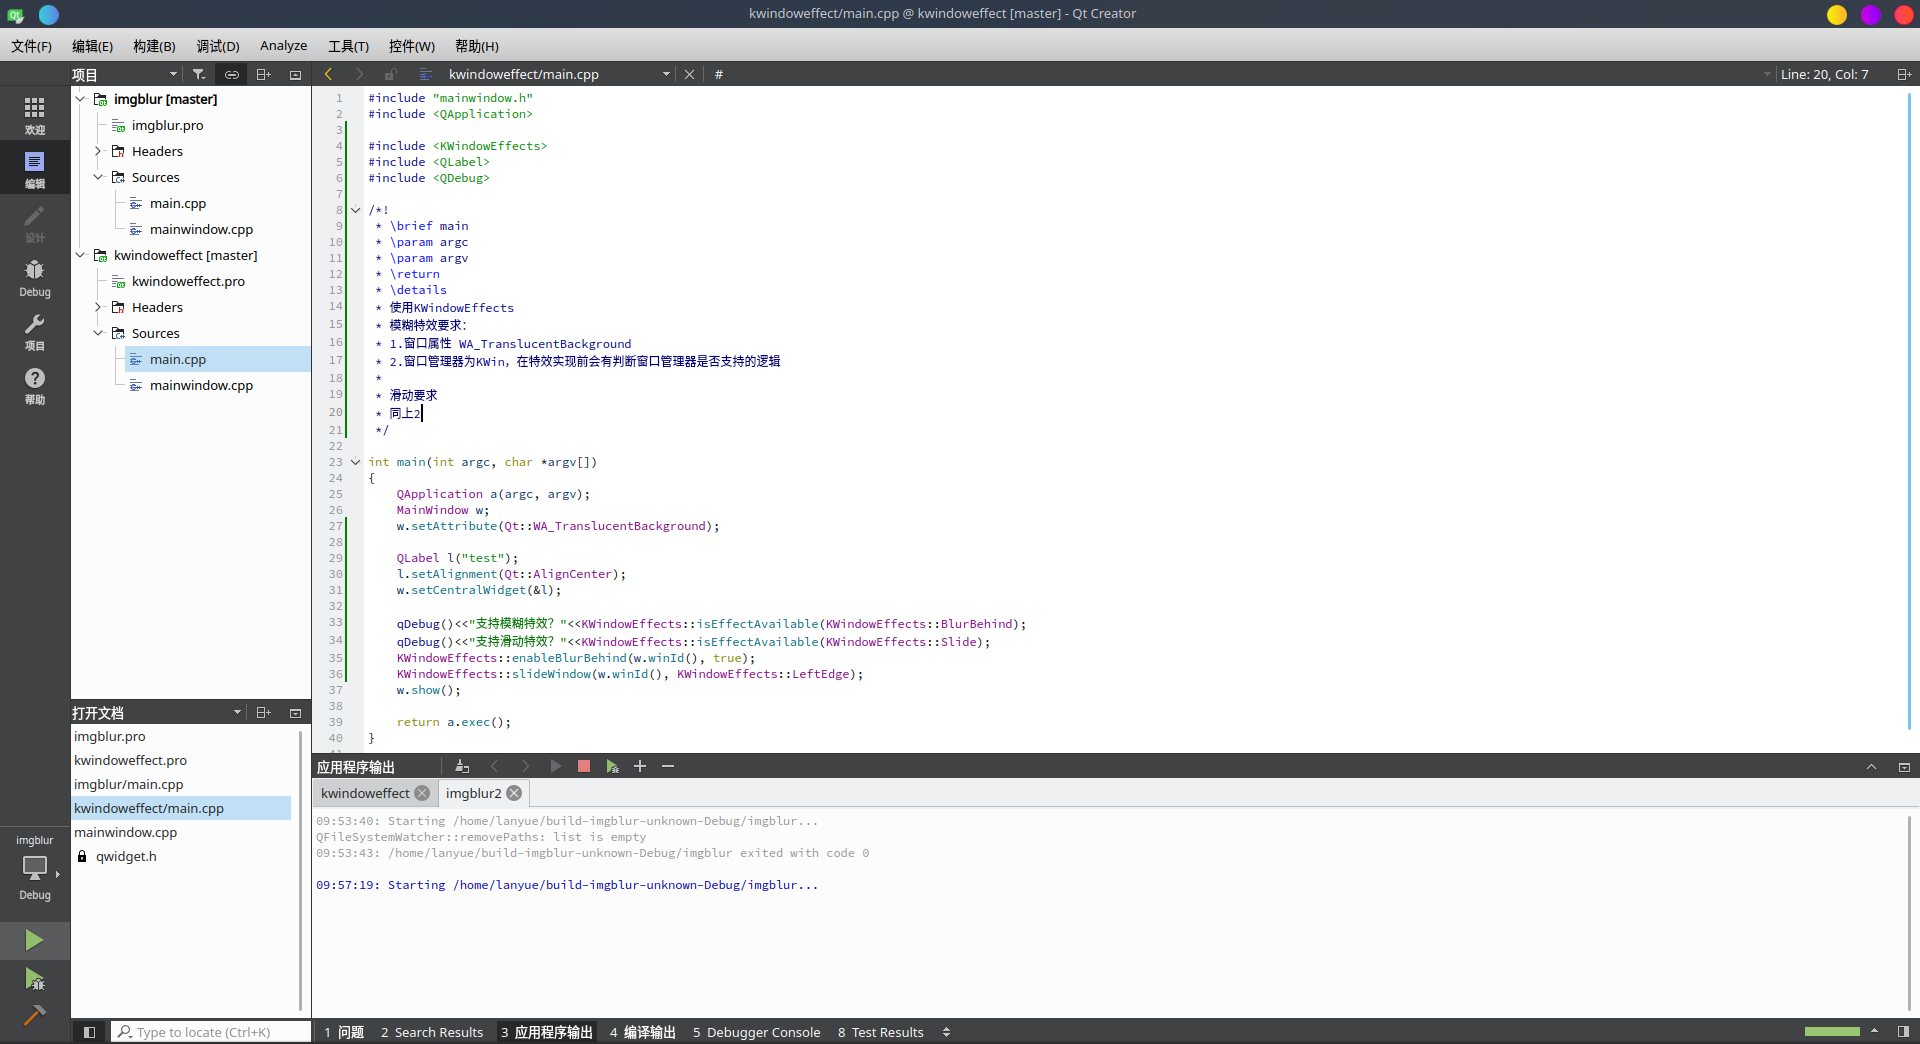 kwindoweffect/main.cpp @ kwindoweffect [master] - Qt Creator
文件(F) 编辑(E) 构建(B) 调试(D) Analyze 工具(T) 控件(W) 帮助(H)
项目
kwindoweffect/main.cpp
#
Line: 20, Col: 7
欢迎
编辑
设计
Debug
项目
帮助
imgblur
Debug
imgblur [master]
imgblur.pro
Headers
Sources
main.cpp
mainwindow.cpp
kwindoweffect [master]
kwindoweffect.pro
Headers
Sources
main.cpp
mainwindow.cpp
打开文档
imgblur.pro
kwindoweffect.pro
imgblur/main.cpp
kwindoweffect/main.cpp
mainwindow.cpp
qwidget.h
1 #include "mainwindow.h"
2 #include <QApplication>
3
4 #include <KWindowEffects>
5 #include <QLabel>
6 #include <QDebug>
7
8 /*!
9 * \brief main
10 * \param argc
11 * \param argv
12 * \return
13 * \details
14 * 使用KWindowEffects
15 * 模糊特效要求：
16 * 1.窗口属性 WA_TranslucentBackground
17 * 2.窗口管理器为KWin，在特效实现前会有判断窗口管理器是否支持的逻辑
18 *
19 * 滑动要求
20 * 同上2
21 */
22
23 int main(int argc, char *argv[])
24 {
25 QApplication a(argc, argv);
26 MainWindow w;
27 w.setAttribute(Qt::WA_TranslucentBackground);
28
29 QLabel l("test");
30 l.setAlignment(Qt::AlignCenter);
31 w.setCentralWidget(&l);
32
33 qDebug()<<"支持模糊特效？"<<KWindowEffects::isEffectAvailable(KWindowEffects::BlurBehind);
34 qDebug()<<"支持滑动特效？"<<KWindowEffects::isEffectAvailable(KWindowEffects::Slide);
35 KWindowEffects::enableBlurBehind(w.winId(), true);
36 KWindowEffects::slideWindow(w.winId(), KWindowEffects::LeftEdge);
37 w.show();
38
39 return a.exec();
40 }
41
应用程序输出
kwindoweffect imgblur2
09:53:40: Starting /home/lanyue/build-imgblur-unknown-Debug/imgblur...
QFileSystemWatcher::removePaths: list is empty
09:53:43: /home/lanyue/build-imgblur-unknown-Debug/imgblur exited with code 0
09:57:19: Starting /home/lanyue/build-imgblur-unknown-Debug/imgblur...
Type to locate (Ctrl+K)
1 问题 2 Search Results 3 应用程序输出 4 编译输出 5 Debugger Console 8 Test Results